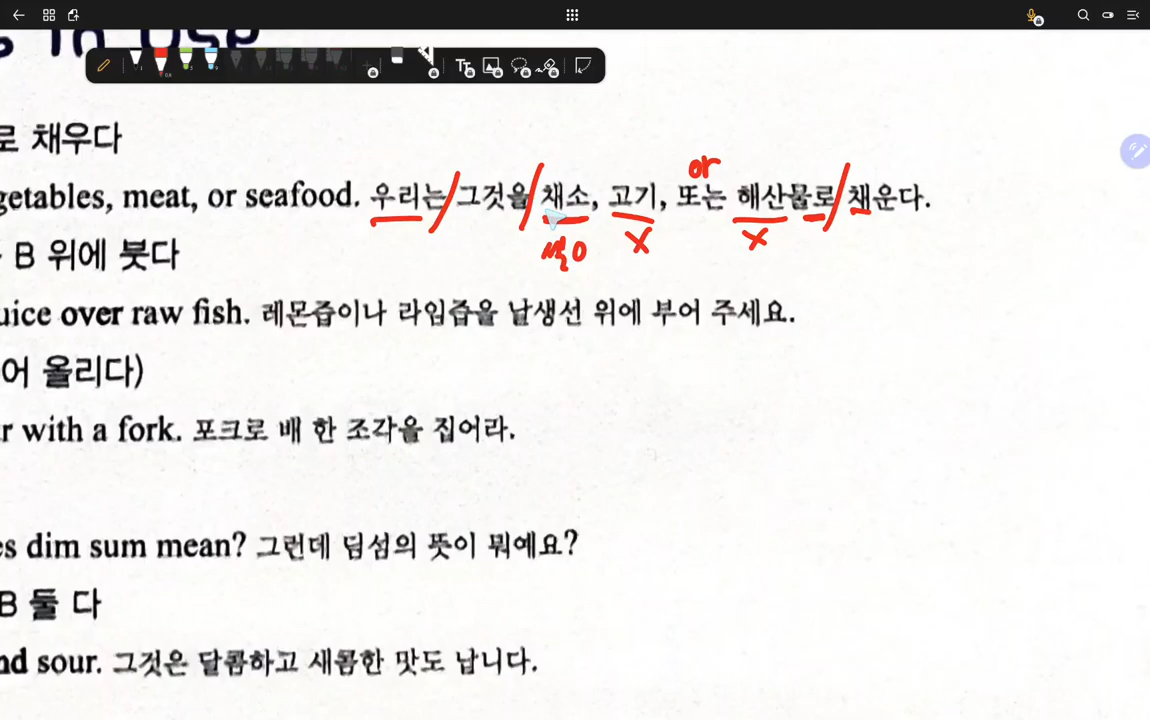 In Use
or
로 채우다
getables, meat, or seafood. 우리는 그것을 채소, 고기, 또는 해산물로 채운다.
x x
B 위에 붓다
uice over raw fish. 레몬즙이나 라임즙을 날생선 위에 부어 주세요.
어 올리다)
r with a fork. 포크로 배 한 조각을 집어라.
es dim sum mean? 그런데 딤섬의 뜻이 뭐예요?
B 둘 다
nd sour. 그것은 달콤하고 새콤한 맛도 납니다.